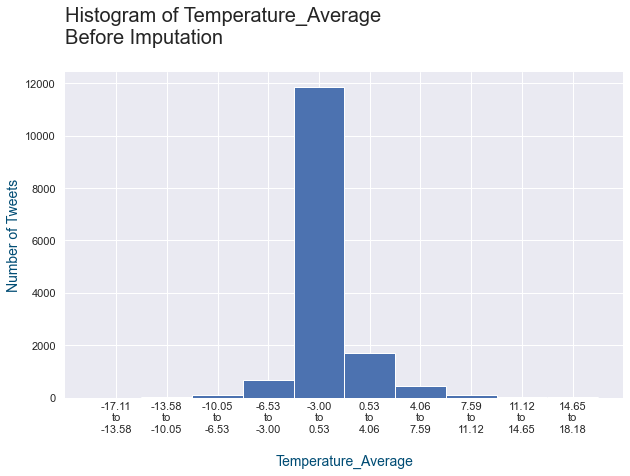 Histogram of Temperature_Average
Before Imputation
12000
10000
8000
6000
4000
2000
0
Number of Tweets
-17.11 -13.58 -10.05 -6.53 -3.00 0.53 4.06 7.59 11.12 14.65
to to to to to to to to to to
-13.58 -10.05 -6.53 -3.00 0.53 4.06 7.59 11.12 14.65 18.18
Temperature_Average